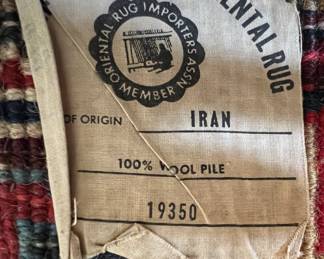 ORIENTAL RUG IMPORTERS ASSN
MEMBER
ENTAL RUG
OF ORIGIN IRAN
100% WOOL PILE
19350